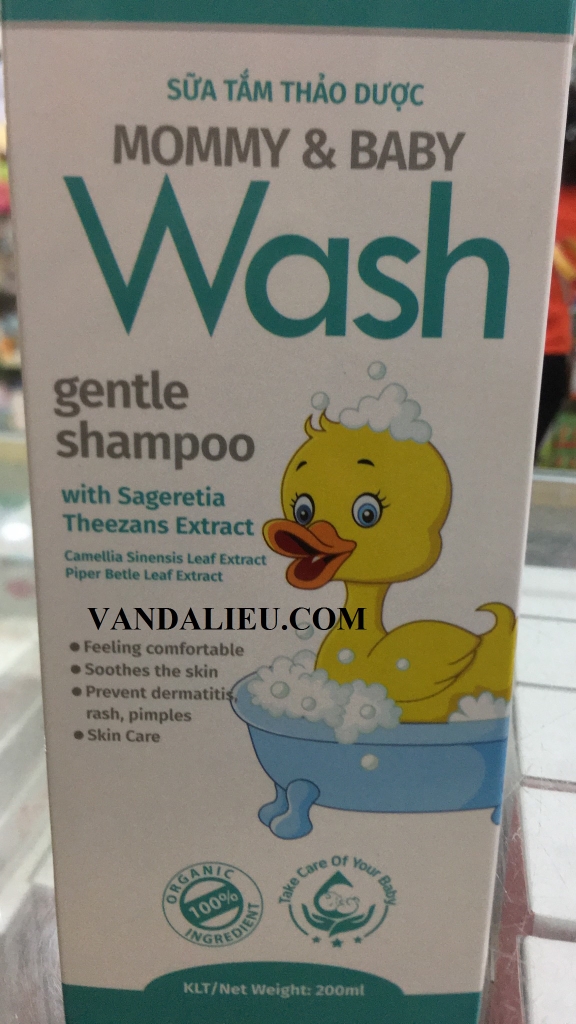 SỮA TẮM THẢO DƯỢC
MOMMY & BABY
Wash
gentle
shampoo
with Sageretia
Theezans Extract
Camellia Sinensis Leaf Extract
Piper Betle Leaf Extract
VANDALIEU.COM
• Feeling comfortable
• Soothes the skin
• Prevent dermatitis,
rash, pimples
• Skin Care
ORGANIC
100%
INGREDIENT
Take Care Of Your Baby
KLT/Net Weight: 200ml